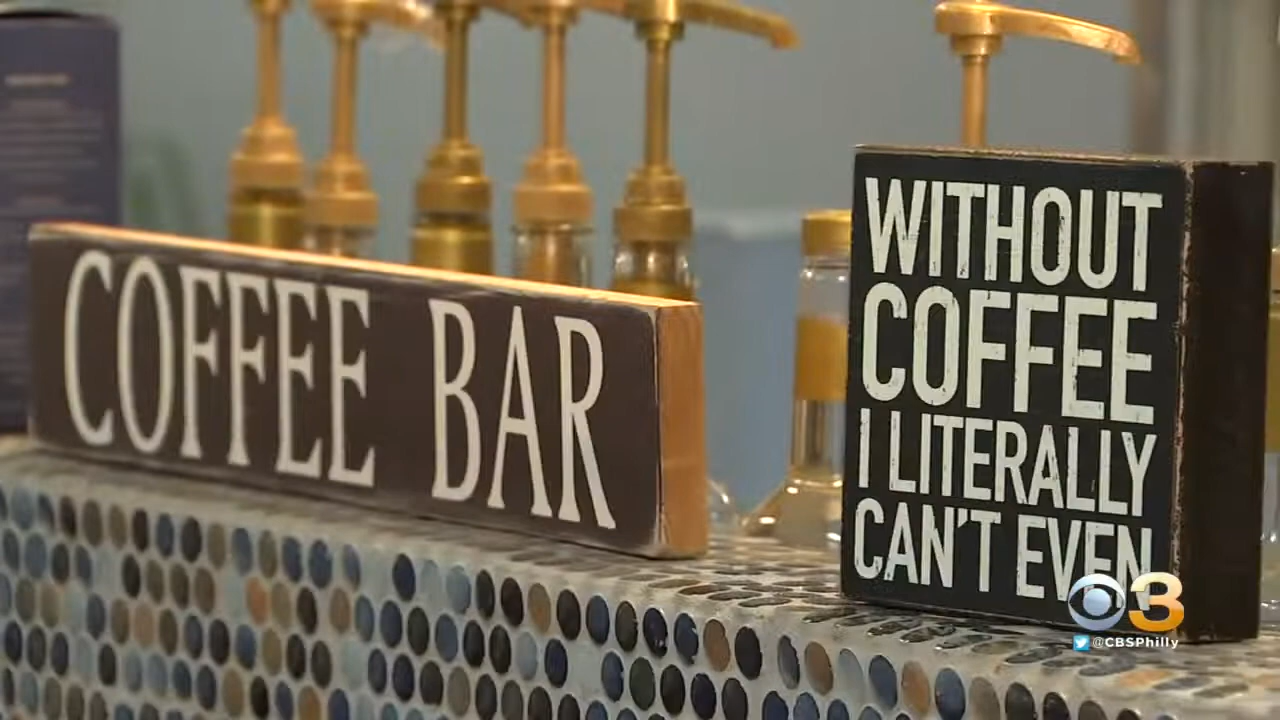 COFFEE BAR
WITHOUT
COFFEE
I LITERALLY
CAN'T EVEN
3
@CBSPhilly